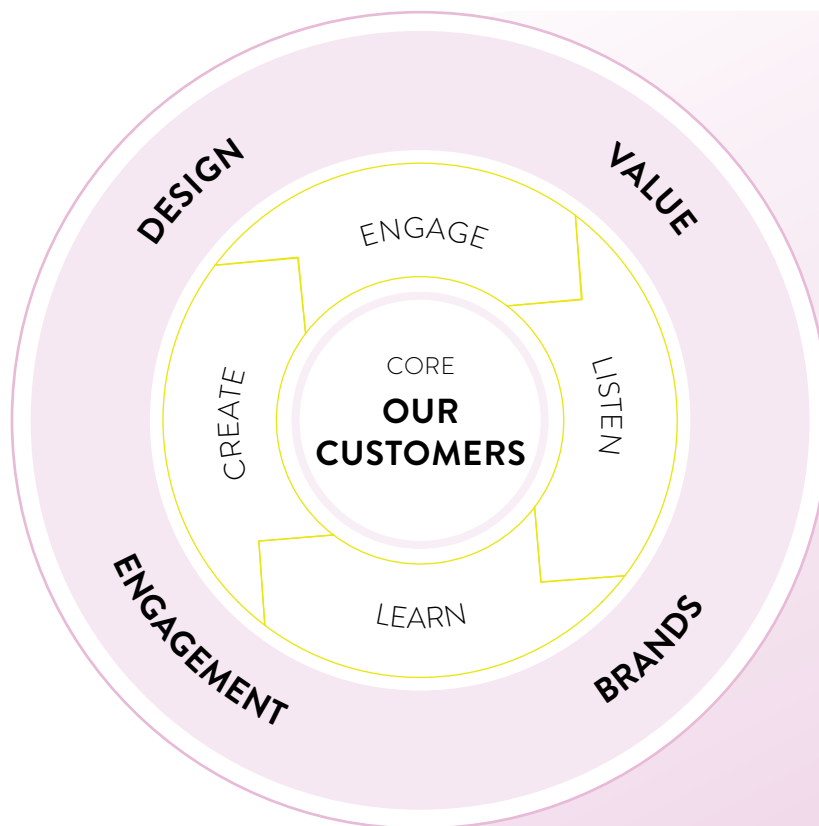 DESIGN
VALUE
ENGAGE
CREATE
LISTEN
CORE
OUR
CUSTOMERS
LEARN
ENGAGEMENT
BRANDS